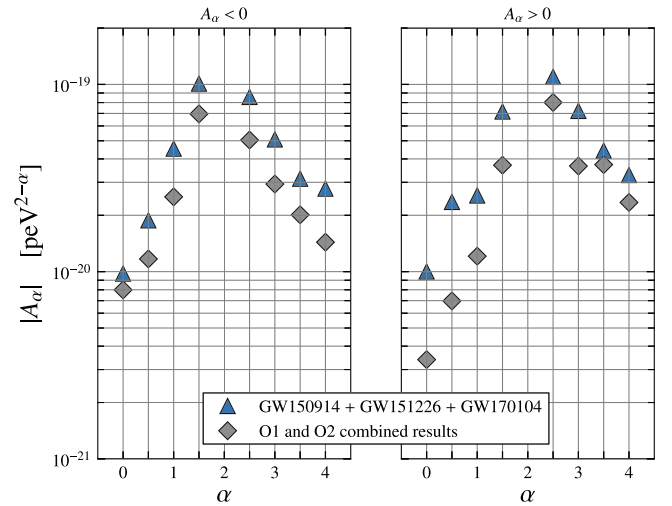 A_α < 0
A_α > 0
|A_α| [peV^{2−α}]
10^{−19}
10^{−20}
10^{−21}
GW150914 + GW151226 + GW170104
O1 and O2 combined results
0 1 2 3 4
0 1 2 3 4
α
α